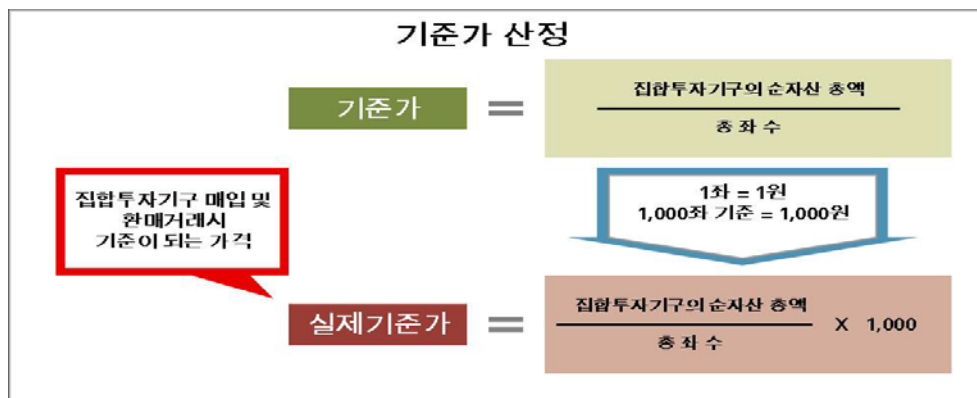 기준가 산정
기준가
=
집합투자기구의 순자산 총액
총 좌 수
집합투자기구 매입 및
환매거래시
기준이 되는 가격
1좌 = 1원
1,000좌 기준 = 1,000원
실제기준가
=
집합투자기구의 순자산 총액
총 좌 수
X 1,000